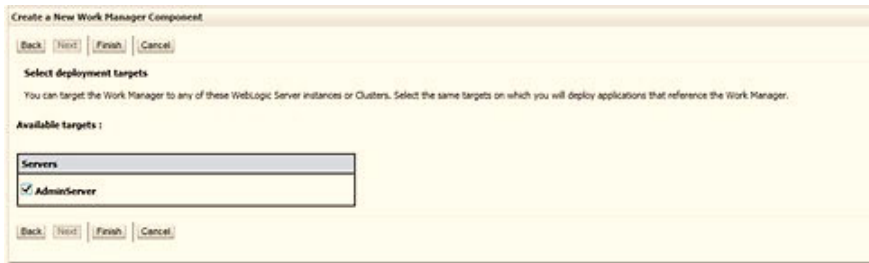 Create a New Work Manager Component
Back Next Finish Cancel
Select deployment targets
You can target the Work Manager to any of these WebLogic Server instances or Clusters. Select the same targets on which you will deploy applications that reference the Work Manager.
Available targets :
Servers
AdminServer
Back Next Finish Cancel